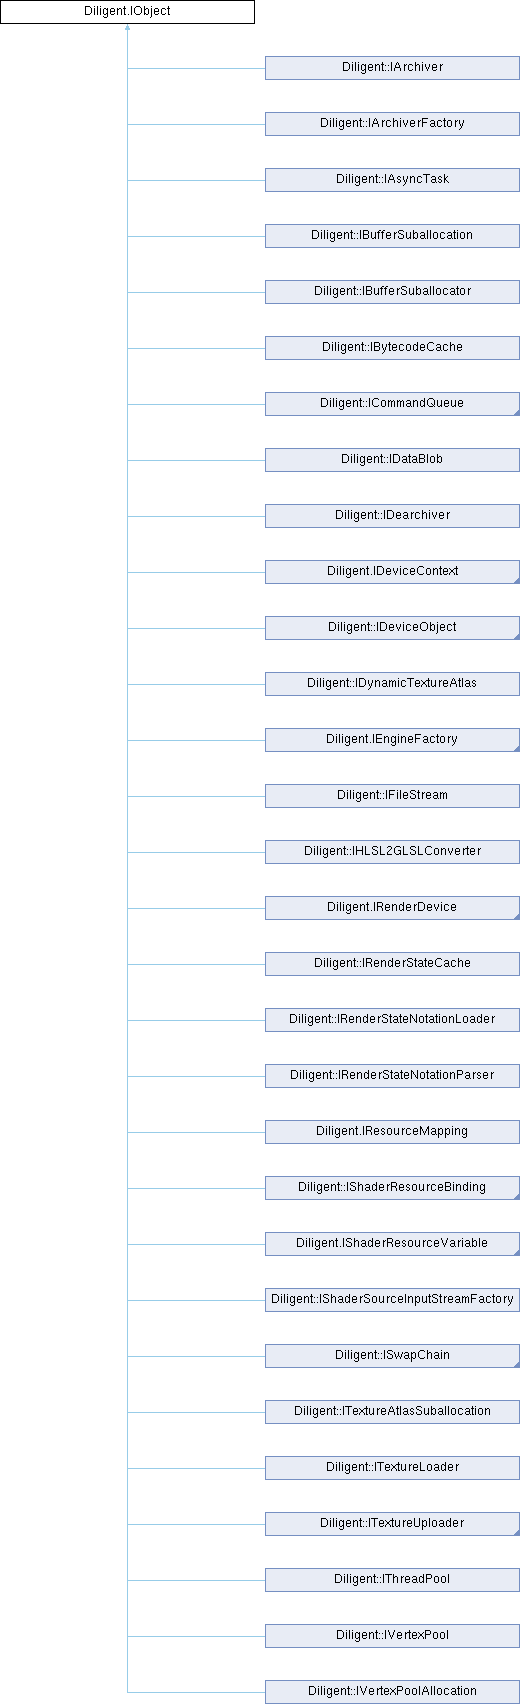 Diligent.IObject
Diligent::IArchiver
Diligent::IArchiverFactory
Diligent::IAsyncTask
Diligent::IBufferSuballocation
Diligent::IBufferSuballocator
Diligent::IBytecodeCache
Diligent::ICommandQueue
Diligent::IDataBlob
Diligent::IDearchiver
Diligent.IDeviceContext
Diligent::IDeviceObject
Diligent::IDynamicTextureAtlas
Diligent.IEngineFactory
Diligent::IFileStream
Diligent::IHLSL2GLSLConverter
Diligent.IRenderDevice
Diligent::IRenderStateCache
Diligent::IRenderStateNotationLoader
Diligent::IRenderStateNotationParser
Diligent.IResourceMapping
Diligent::IShaderResourceBinding
Diligent.IShaderResourceVariable
Diligent::IShaderSourceInputStreamFactory
Diligent::ISwapChain
Diligent::ITextureAtlasSuballocation
Diligent::ITextureLoader
Diligent::ITextureUploader
Diligent::IThreadPool
Diligent::IVertexPool
Diligent::IVertexPoolAllocation